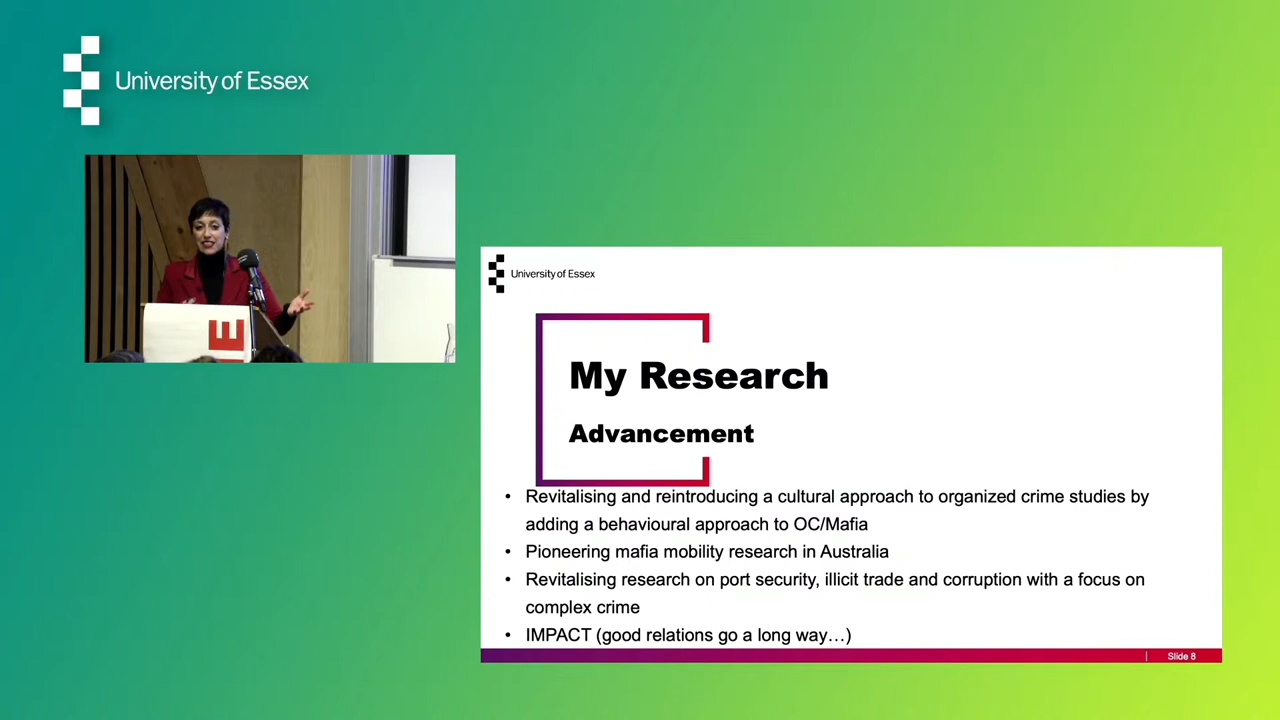 University of Essex
E
University of Essex
My Research
Advancement
• Revitalising and reintroducing a cultural approach to organized crime studies by
adding a behavioural approach to OC/Mafia
• Pioneering mafia mobility research in Australia
• Revitalising research on port security, illicit trade and corruption with a focus on
complex crime
• IMPACT (good relations go a long way…)
Slide 8